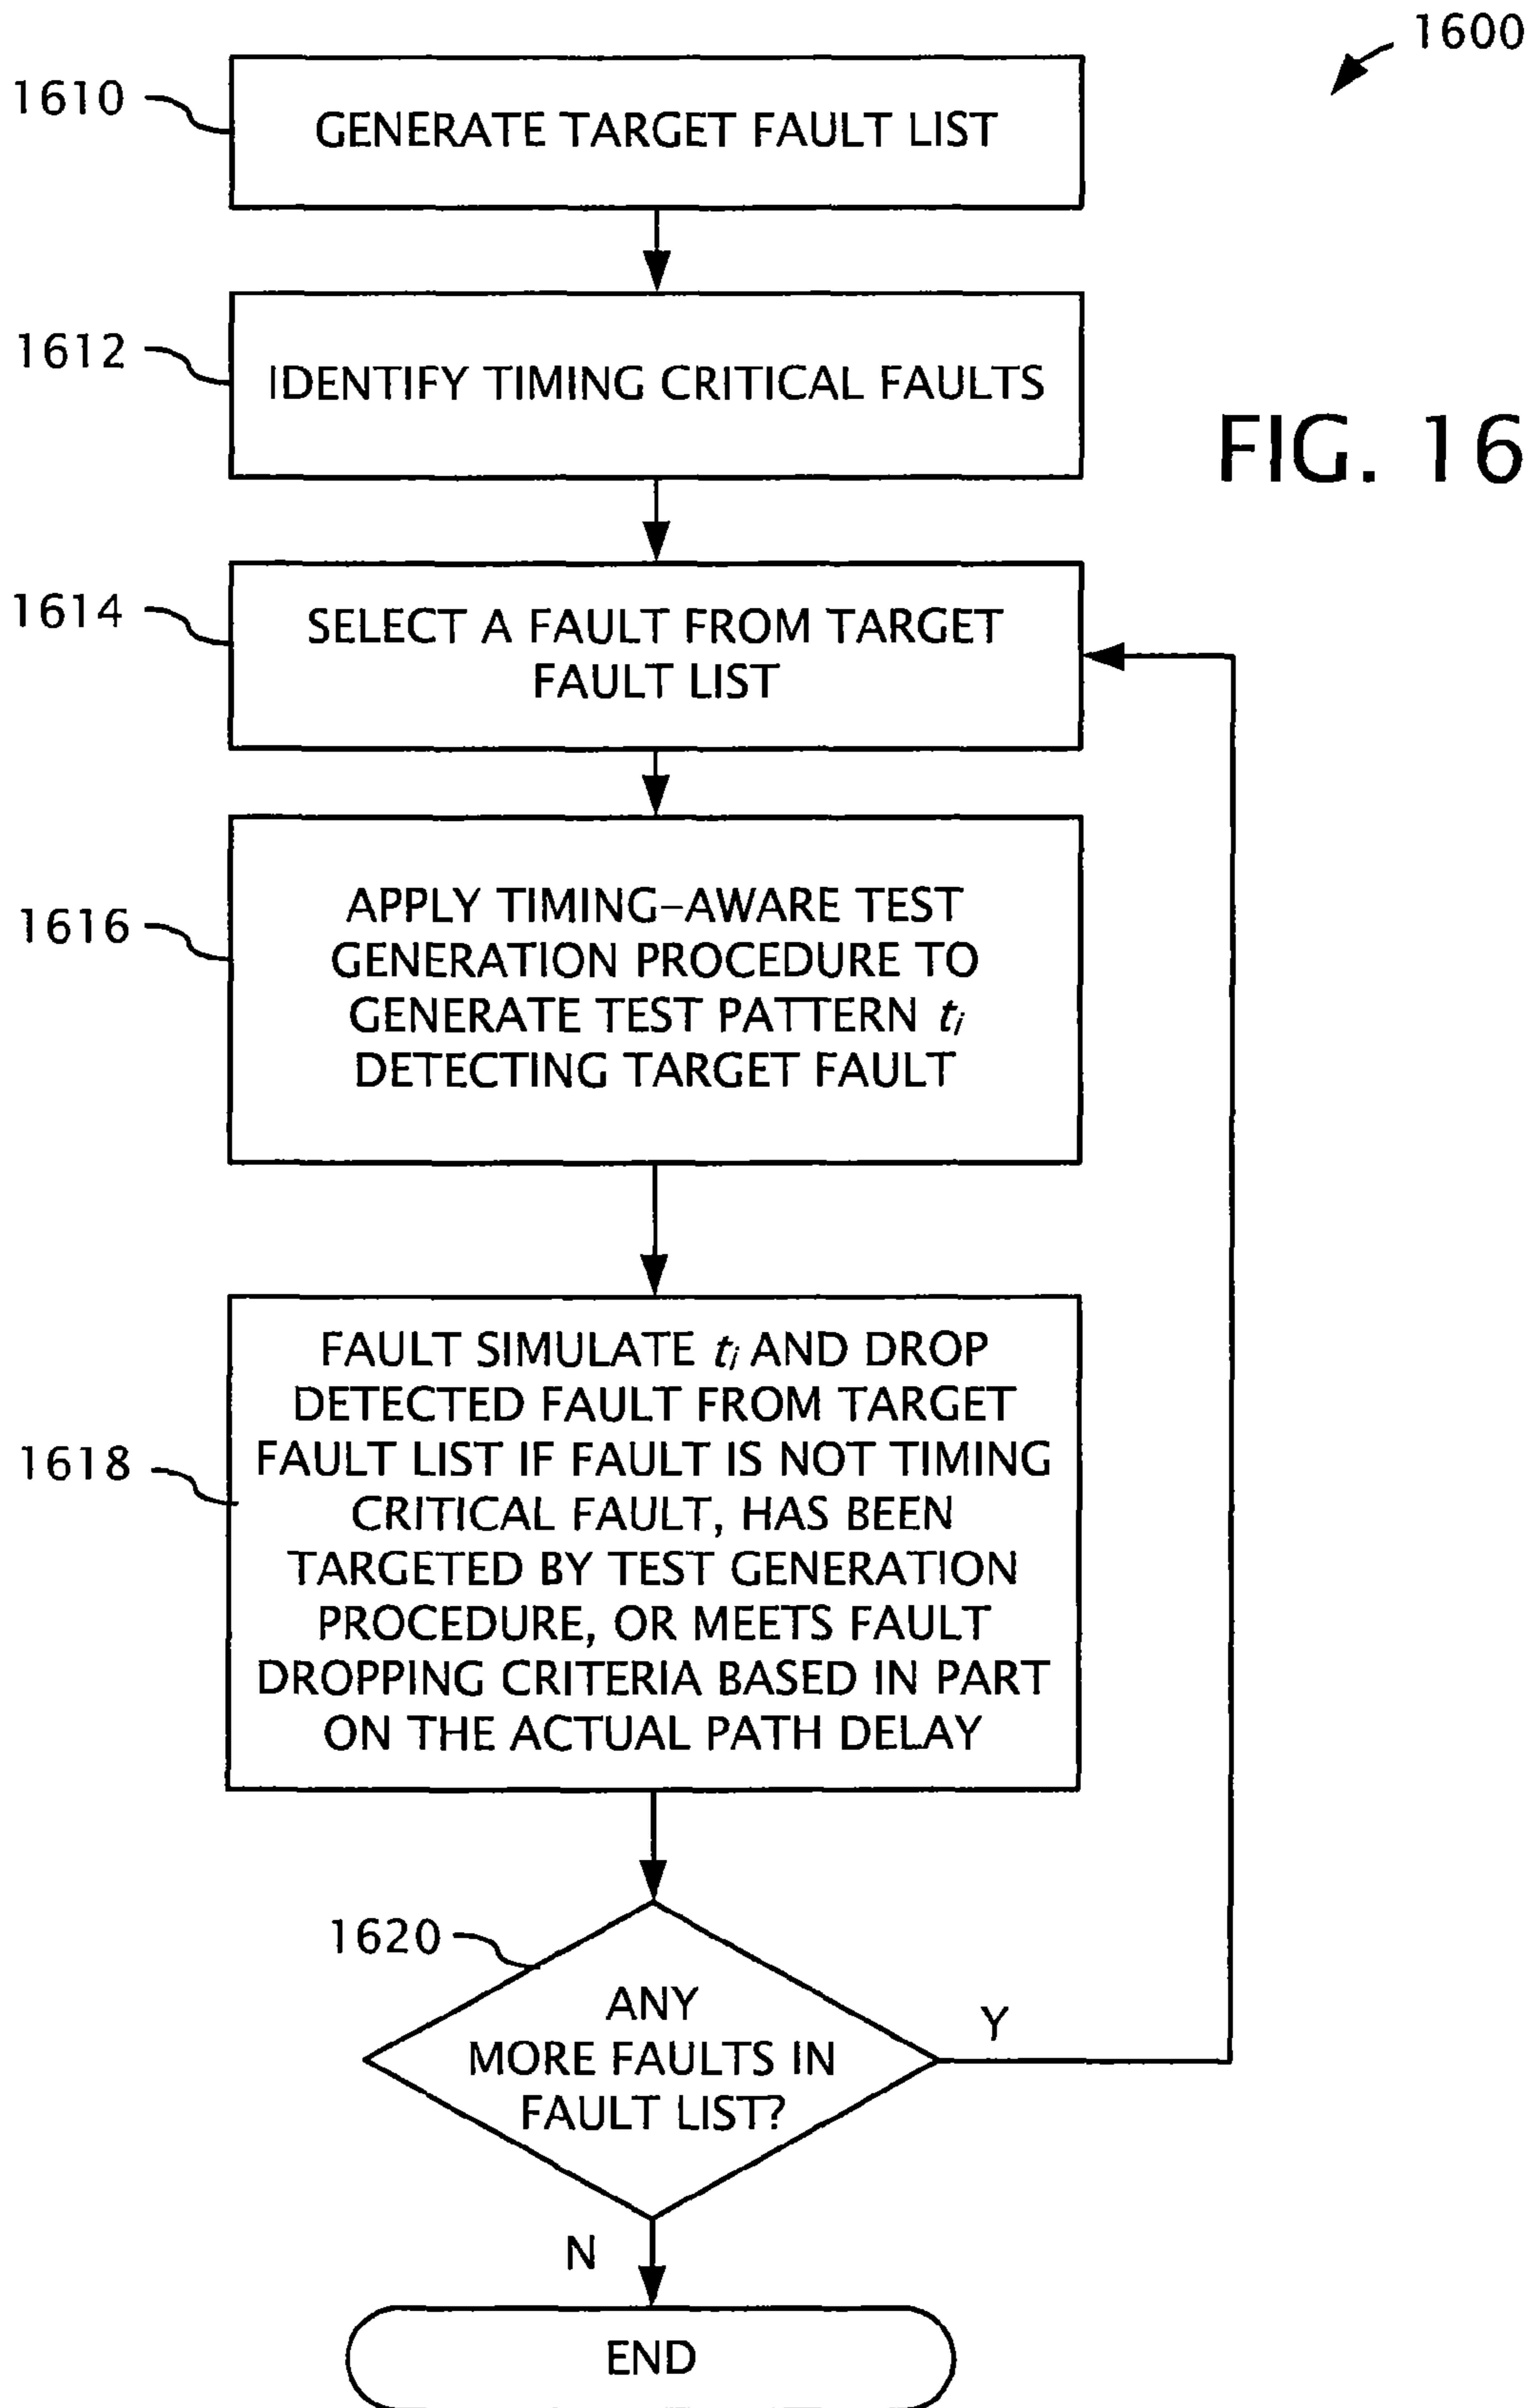 1600
1610
GENERATE TARGET FAULT LIST
1612
IDENTIFY TIMING CRITICAL FAULTS
FIG. 16
1614
SELECT A FAULT FROM TARGET
FAULT LIST
1616
APPLY TIMING-AWARE TEST
GENERATION PROCEDURE TO
GENERATE TEST PATTERN ti
DETECTING TARGET FAULT
1618
FAULT SIMULATE ti AND DROP
DETECTED FAULT FROM TARGET
FAULT LIST IF FAULT IS NOT TIMING
CRITICAL FAULT, HAS BEEN
TARGETED BY TEST GENERATION
PROCEDURE, OR MEETS FAULT
DROPPING CRITERIA BASED IN PART
ON THE ACTUAL PATH DELAY
1620
ANY
MORE FAULTS IN
FAULT LIST?
Y
N
END